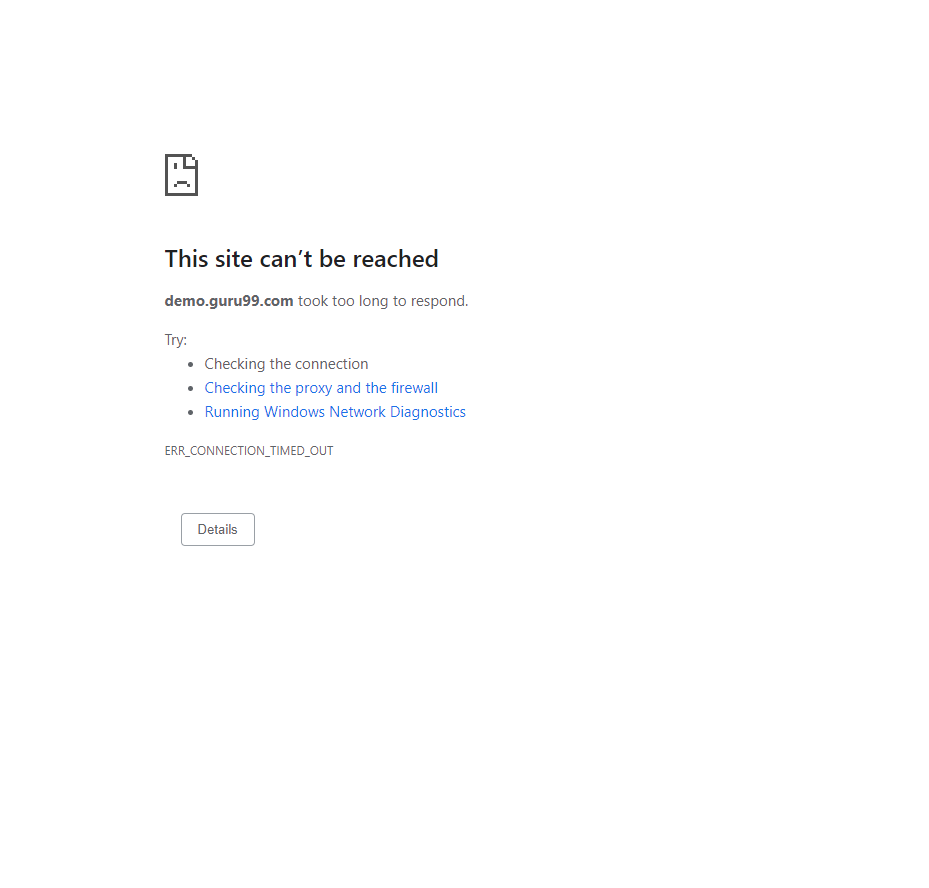 This site can’t be reached
demo.guru99.com took too long to respond.
Try:
Checking the connection
Checking the proxy and the firewall
Running Windows Network Diagnostics
ERR_CONNECTION_TIMED_OUT
Details